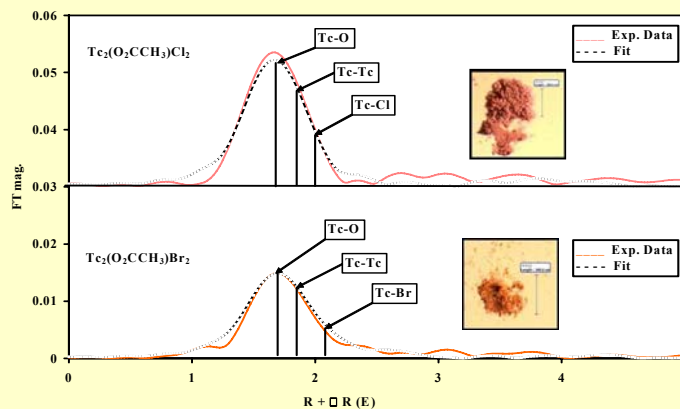 0.06
Tc₂(O₂CCH₃)Cl₂
Tc-O
Exp. Data
Fit
0.05
Tc-Tc
Tc-Cl
0.04
FT mag.
0.03
Tc₂(O₂CCH₃)Br₂
Tc-O
Exp. Data
Fit
0.02
Tc-Tc
Tc-Br
0.01
0
0 1 2 3 4
R + □ R (E)